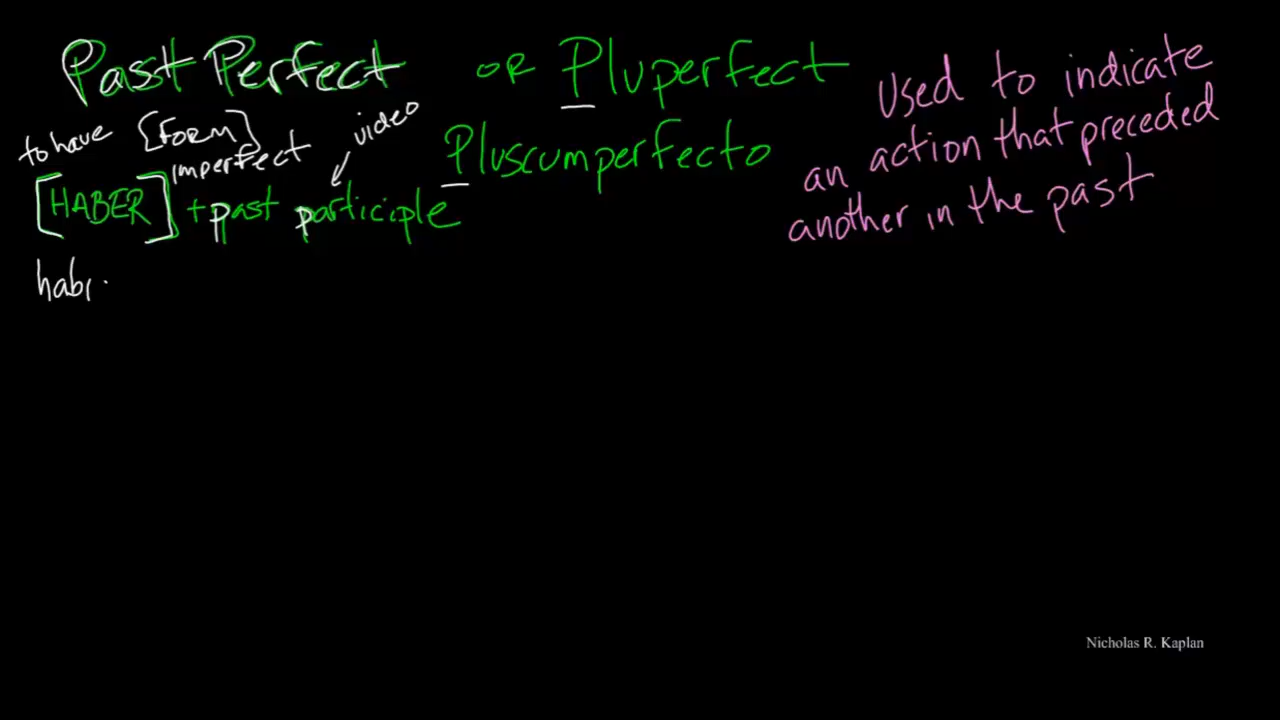 Past Perfect or Pluperfect
Pluscumperfecto
to have [FORM]
imperfect
video
[HABER] + past participle
habı
Used to indicate
an action that preceded
another in the past
Nicholas R. Kaplan